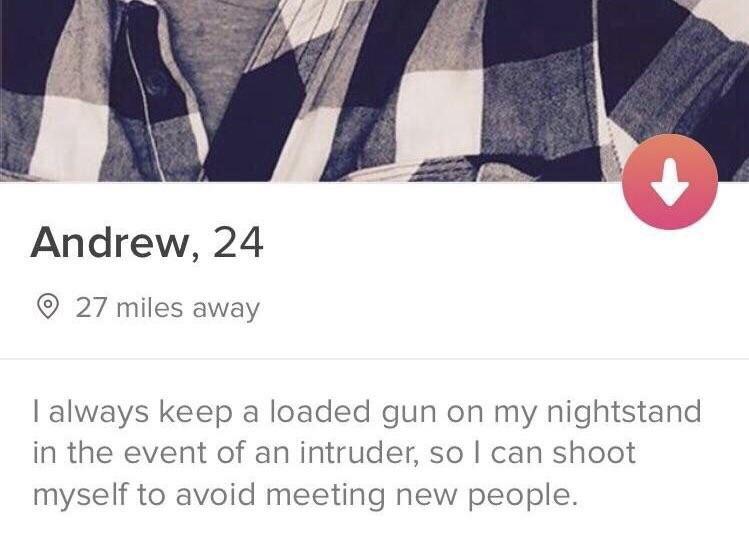 Andrew, 24
27 miles away
I always keep a loaded gun on my nightstand
in the event of an intruder, so I can shoot
myself to avoid meeting new people.